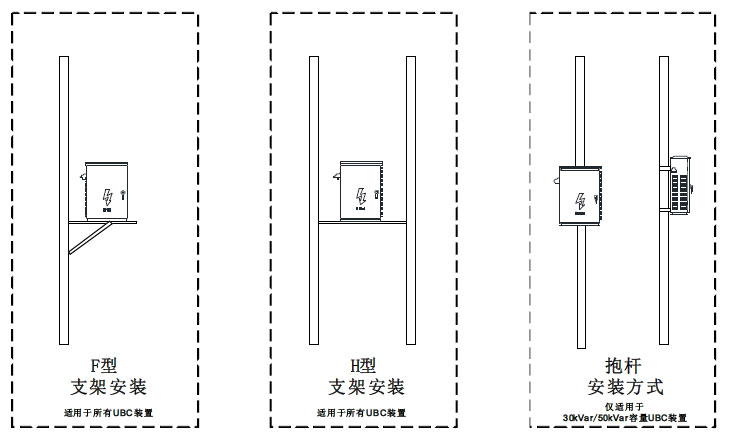 F型
支架安装
适用于所有UBC装置
H型
支架安装
适用于所有UBC装置
抱杆
安装方式
仅适用于
30kVar/50kVar容量UBC装置